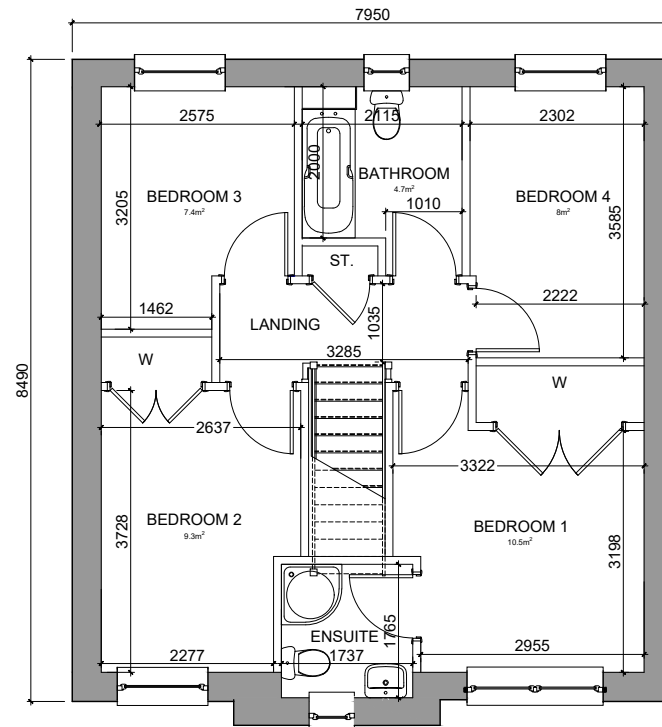 7950
2575
2115
2302
2000
BATHROOM
4.7m²
BEDROOM 3
7.4m²
BEDROOM 4
8m²
3205
1010
3585
ST.
1462
2222
LANDING
1035
3285
W
W
8490
2637
3322
3728
BEDROOM 2
9.3m²
BEDROOM 1
10.5m²
3198
1765
ENSUITE
2277
1737
2955